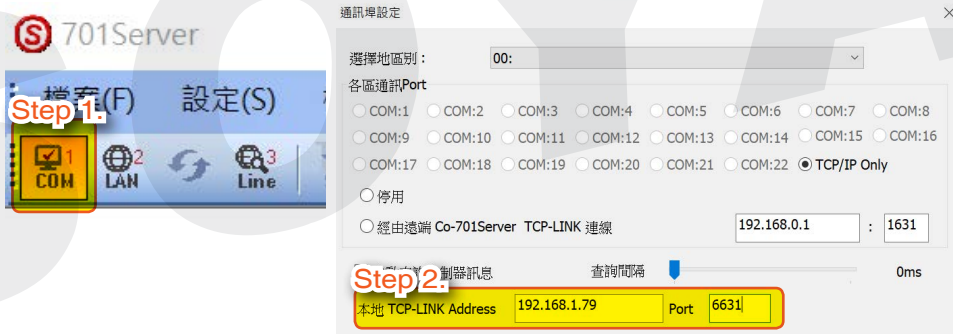 701Server
檔案(F) 設定(S)
Step 1.
1 COM 2 LAN 3 Line
通訊埠設定
選擇地區別： 00:
各區通訊Port
COM:1 COM:2 COM:3 COM:4 COM:5 COM:6 COM:7 COM:8
COM:9 COM:10 COM:11 COM:12 COM:13 COM:14 COM:15 COM:16
COM:17 COM:18 COM:19 COM:20 COM:21 COM:22 TCP/IP Only
停用
經由遠端 Co-701Server TCP-LINK 連線 192.168.0.1 : 1631
制器訊息 查詢間隔 0ms
Step 2.
本地 TCP-LINK Address 192.168.1.79 Port 6631